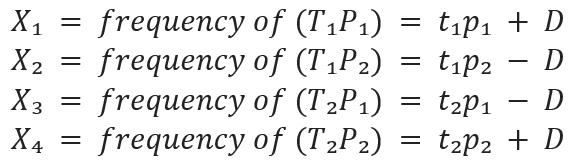 X₁ = frequency of (T₁P₁) = t₁p₁ + D
X₂ = frequency of (T₁P₂) = t₁p₂ − D
X₃ = frequency of (T₂P₁) = t₂p₁ − D
X₄ = frequency of (T₂P₂) = t₂p₂ + D